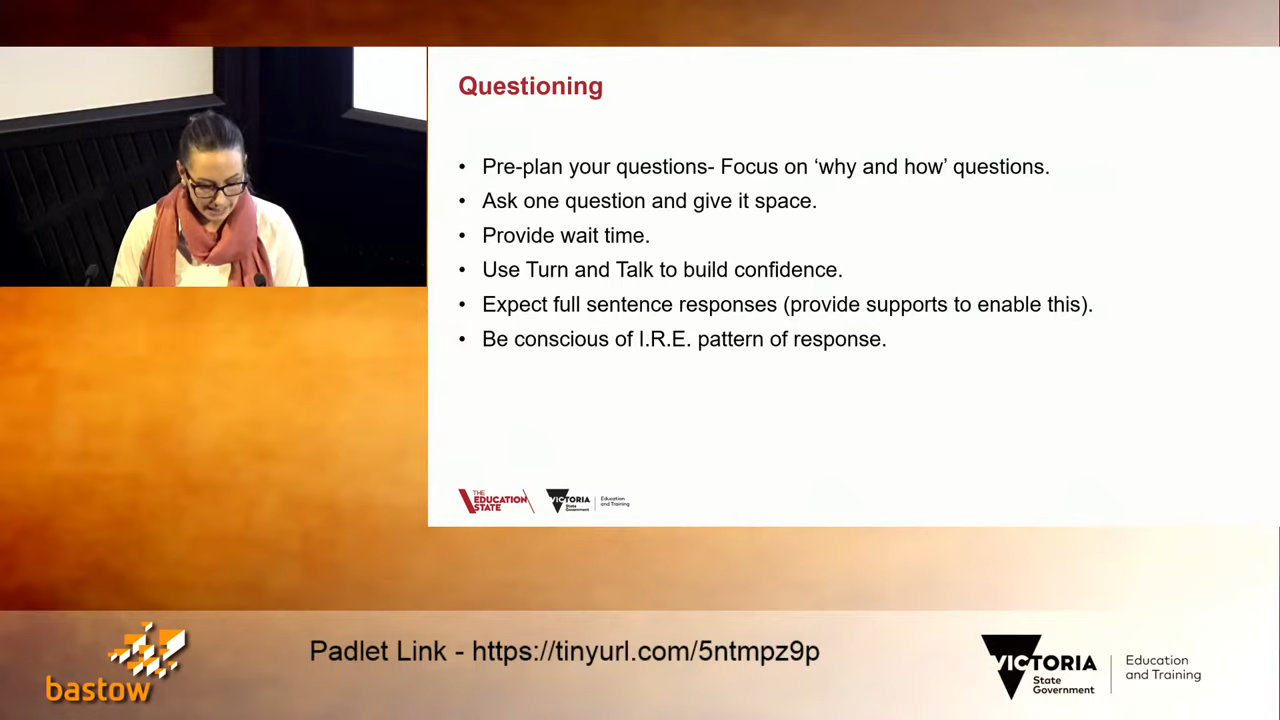 Questioning
• Pre-plan your questions- Focus on ‘why and how’ questions.
• Ask one question and give it space.
• Provide wait time.
• Use Turn and Talk to build confidence.
• Expect full sentence responses (provide supports to enable this).
• Be conscious of I.R.E. pattern of response.
THE
EDUCATION
STATE
VICTORIA
State
Government
Education
and Training
bastow
Padlet Link - https://tinyurl.com/5ntmpz9p
VICTORIA
State
Government
Education
and Training